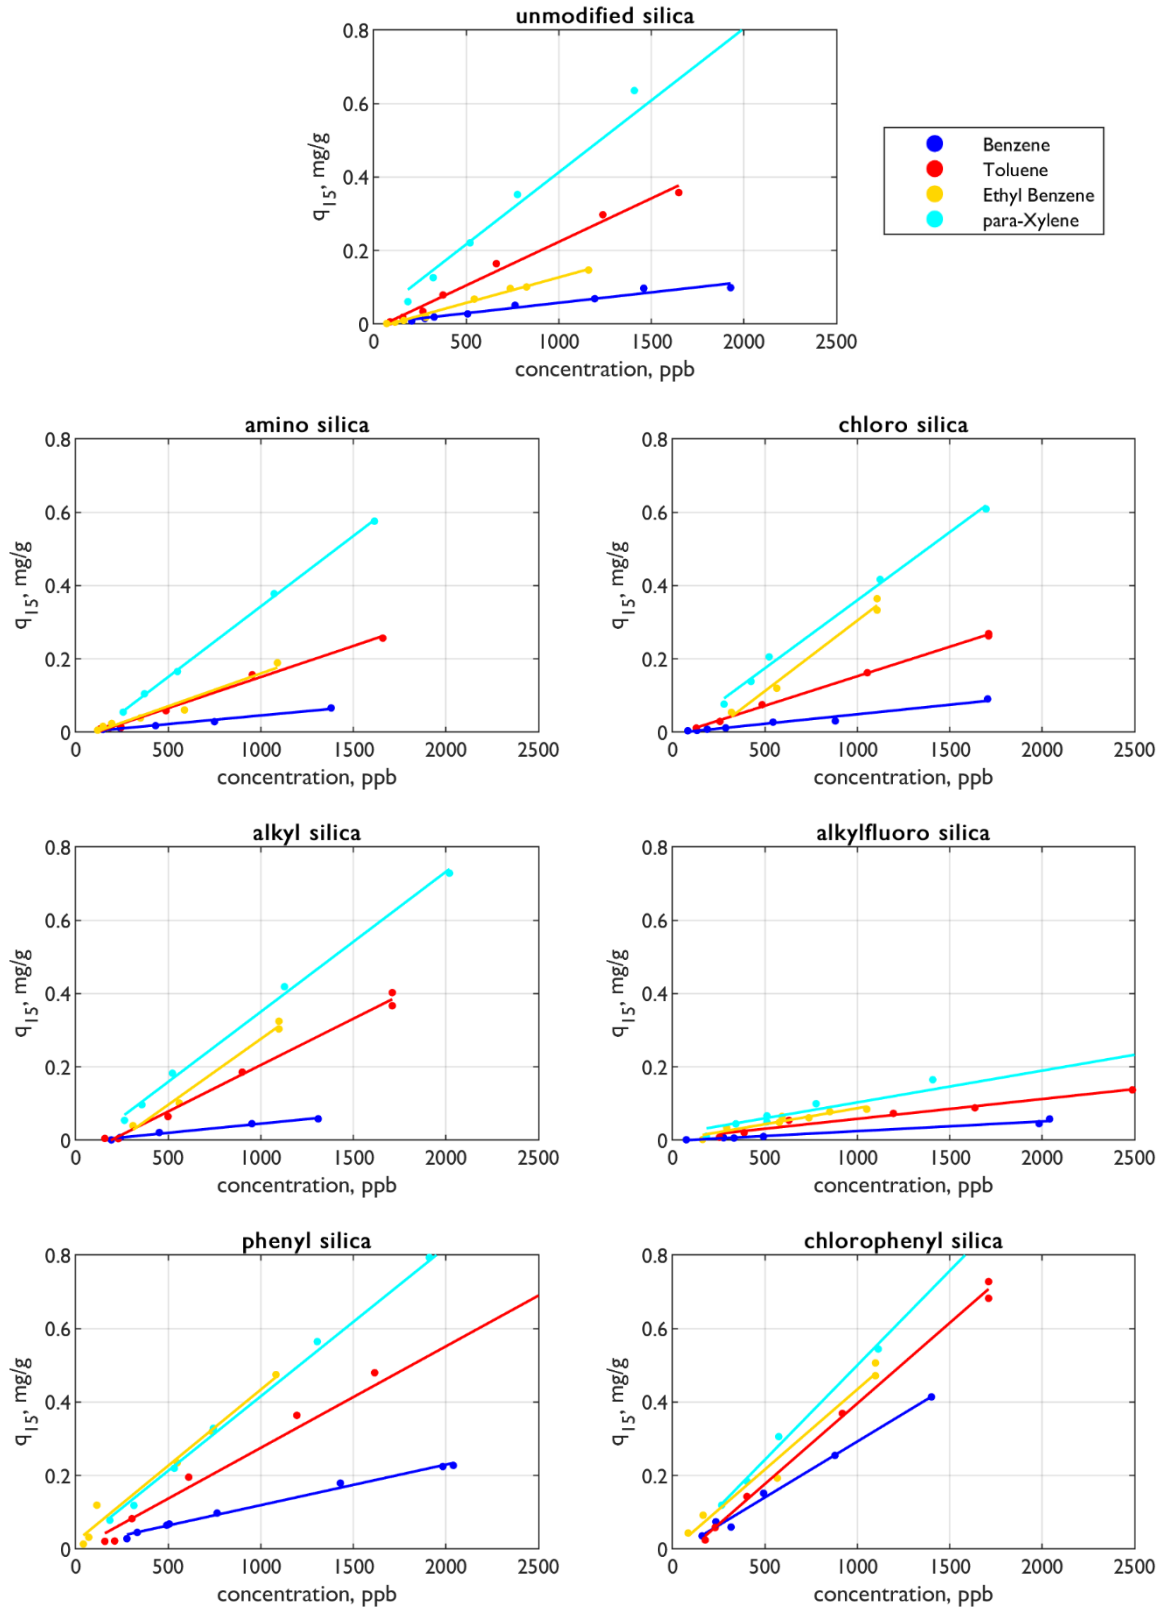 unmodified silica
0.8
0.6
0.4
0.2
0
q15, mg/g
0 500 1000 1500 2000 2500
concentration, ppb
Benzene
Toluene
Ethyl Benzene
para-Xylene
amino silica
0.8
0.6
0.4
0.2
0
q15, mg/g
0 500 1000 1500 2000 2500
concentration, ppb
chloro silica
0.8
0.6
0.4
0.2
0
q15, mg/g
0 500 1000 1500 2000 2500
concentration, ppb
alkyl silica
0.8
0.6
0.4
0.2
0
q15, mg/g
0 500 1000 1500 2000 2500
concentration, ppb
alkylfluoro silica
0.8
0.6
0.4
0.2
0
q15, mg/g
0 500 1000 1500 2000 2500
concentration, ppb
phenyl silica
0.8
0.6
0.4
0.2
0
q15, mg/g
0 500 1000 1500 2000 2500
concentration, ppb
chlorophenyl silica
0.8
0.6
0.4
0.2
0
q15, mg/g
0 500 1000 1500 2000 2500
concentration, ppb